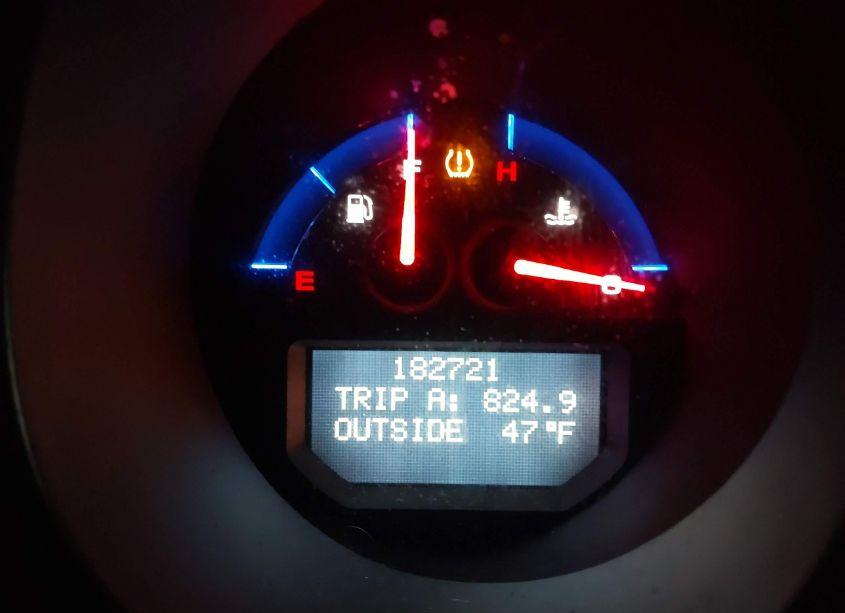 F H
E C
182721
TRIP A: 824.9
OUTSIDE 47°F